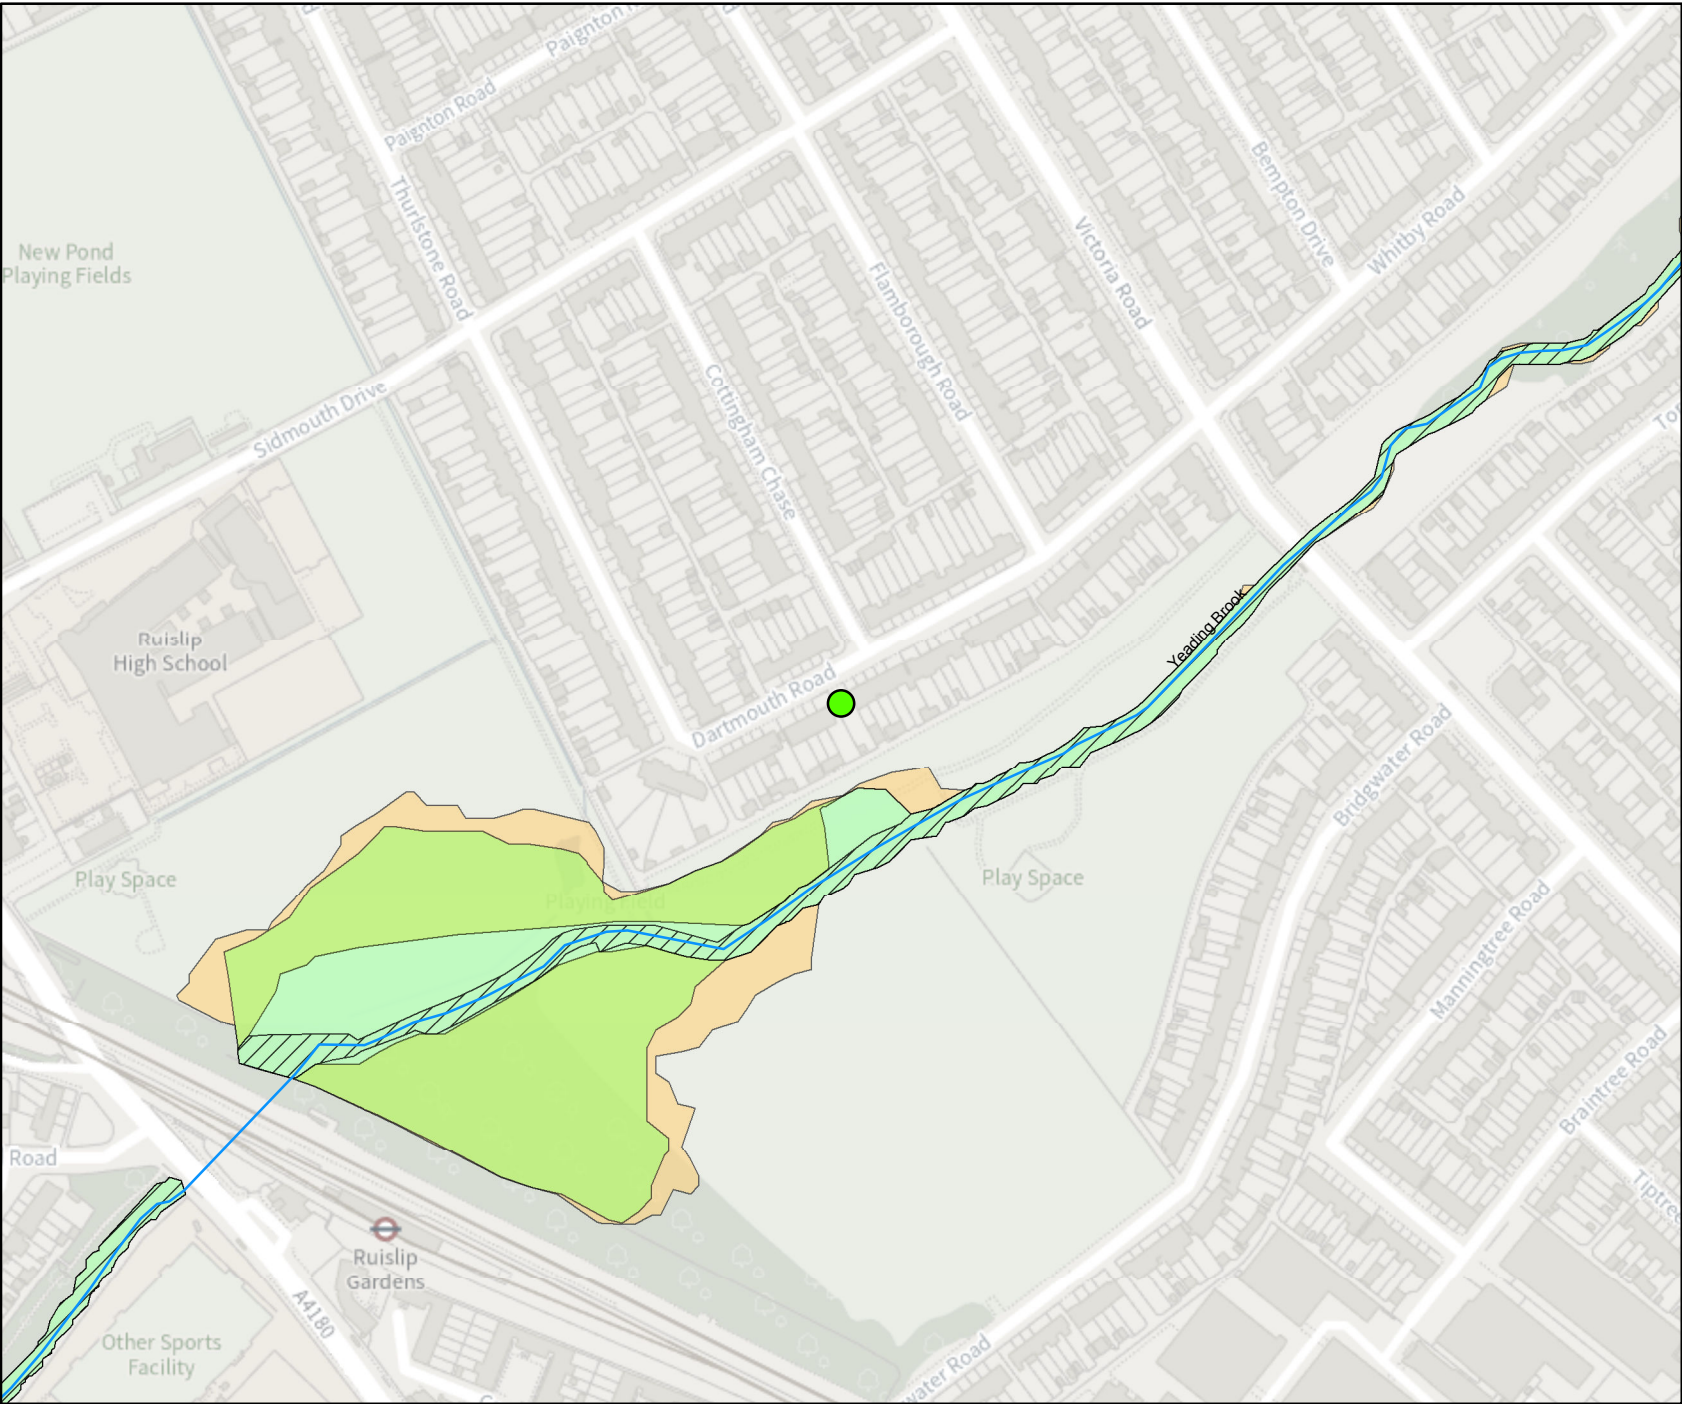 Paignton
Paignton Road
New Pond
Playing Fields
Thurlstone Road
Bempton Drive
Whitby Road
Victoria Road
Flamborough Road
Cottingham Chase
Sidmouth Drive
Ruislip
High School
Yeading Brook
Dartmouth Road
Bridgwater Road
Play Space
Play Space
Playing Field
Manningtree Road
Braintree Road
Road
Tiptree
Ruislip
Gardens
A4180
Other Sports
Facility
water Road